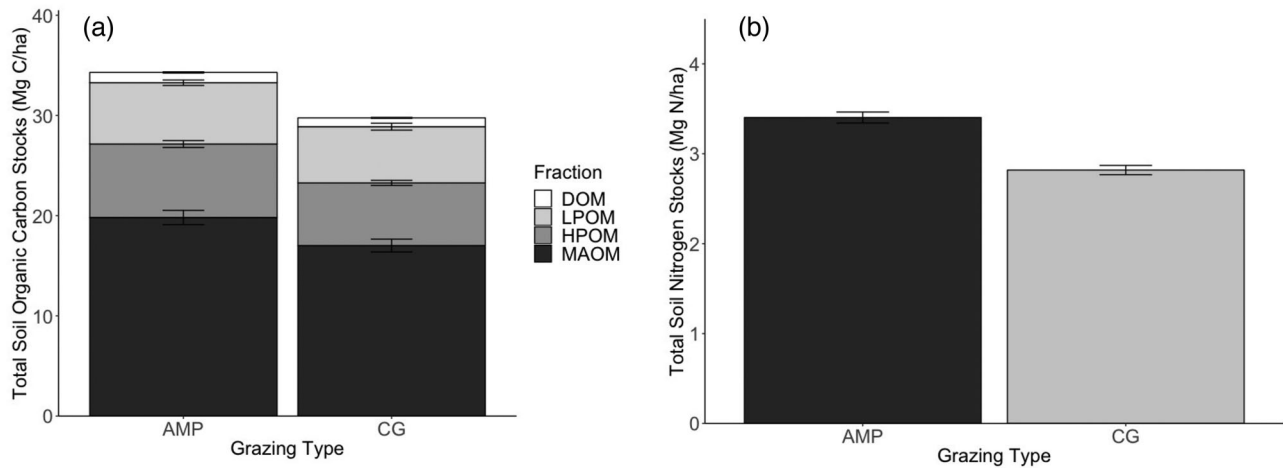 (a)
Total Soil Organic Carbon Stocks (Mg C/ha)
40
30
20
10
0
AMP
CG
Grazing Type
Fraction
DOM
LPOM
HPOM
MAOM
(b)
Total Soil Nitrogen Stocks (Mg N/ha)
4
3
2
1
0
AMP
CG
Grazing Type